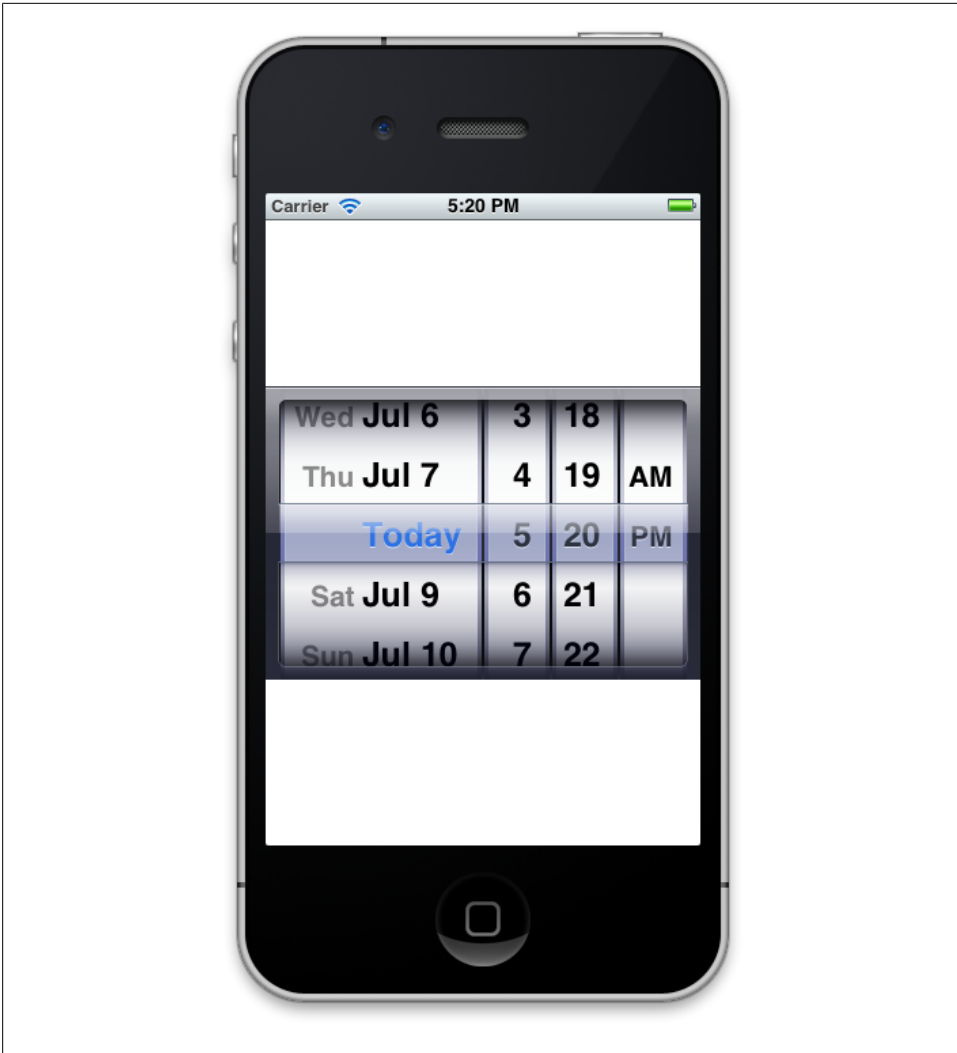 Carrier 5:20 PM
Wed Jul 6 3 18
Thu Jul 7 4 19 AM
Today 5 20 PM
Sat Jul 9 6 21
Sun Jul 10 7 22